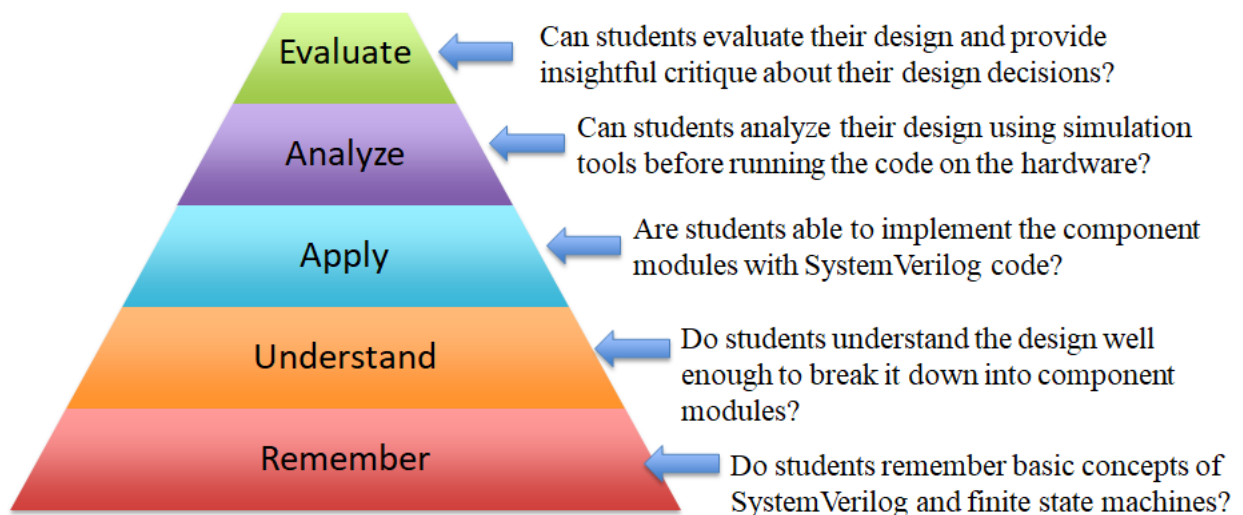 Evaluate
Can students evaluate their design and provide
insightful critique about their design decisions?
Analyze
Can students analyze their design using simulation
tools before running the code on the hardware?
Apply
Are students able to implement the component
modules with SystemVerilog code?
Understand
Do students understand the design well
enough to break it down into component
modules?
Remember
Do students remember basic concepts of
SystemVerilog and finite state machines?